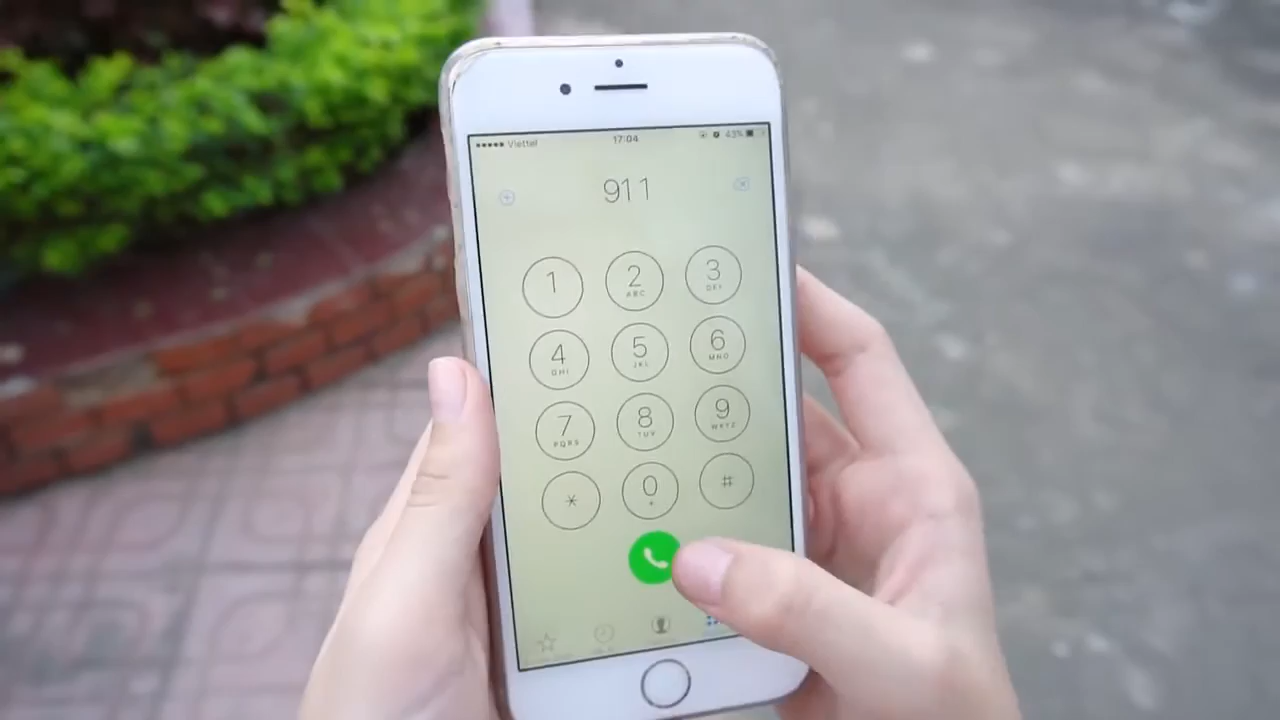 Viettel 17:04 43%
911
1 2 3
ABC DEF
4 5 6
GHI JKL MNO
7 8 9
PQRS TUV WXYZ
* 0 #
+